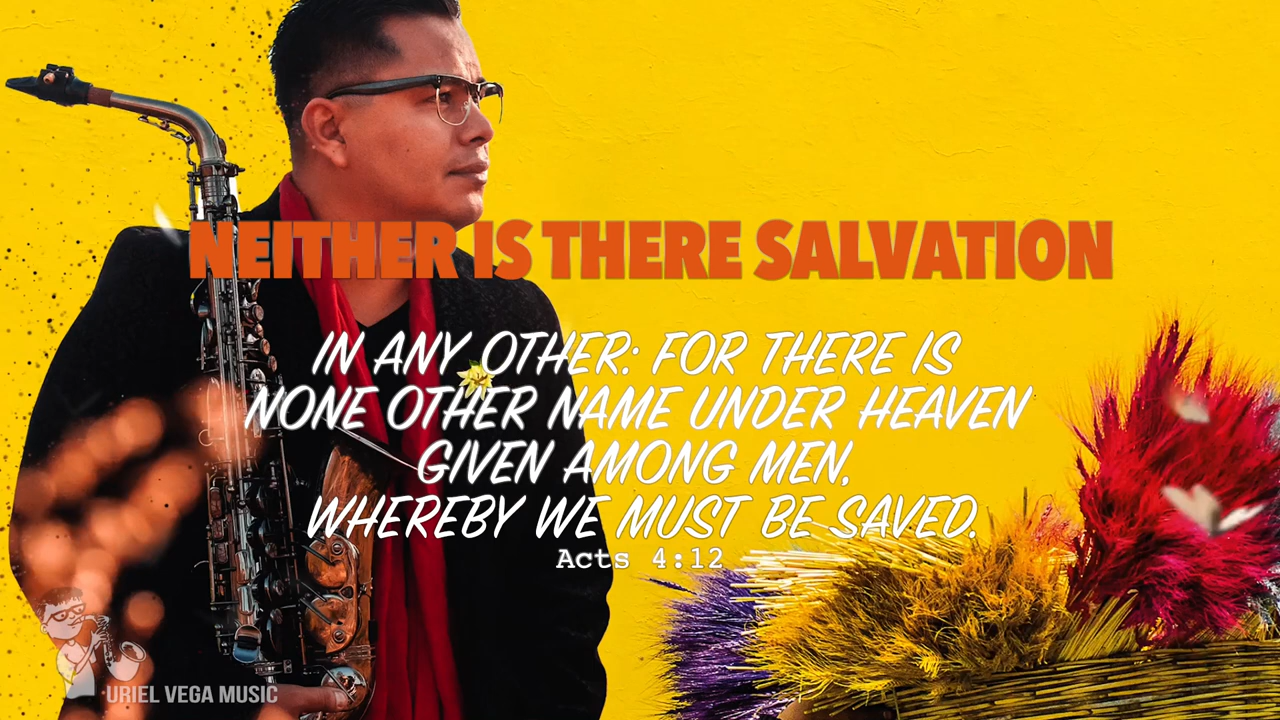 NEITHER IS THERE SALVATION
IN ANY OTHER: FOR THERE IS
NONE OTHER NAME UNDER HEAVEN
GIVEN AMONG MEN,
WHEREBY WE MUST BE SAVED.
Acts 4:12
URIEL VEGA MUSIC